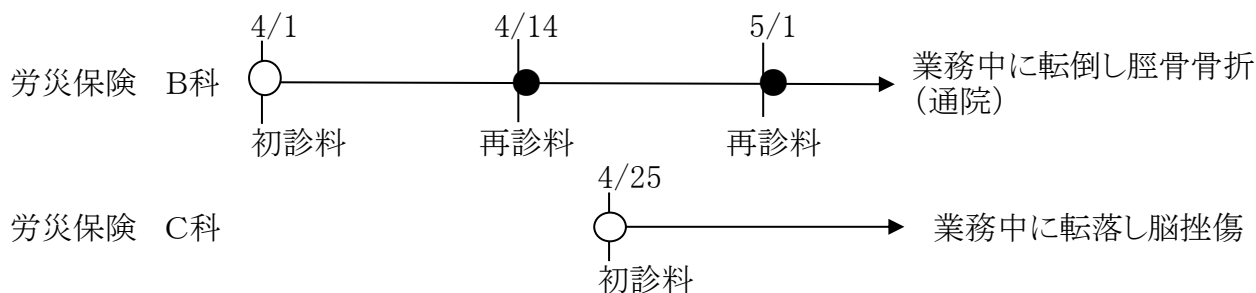 4/1 4/14 5/1
労災保険 B科
業務中に転倒し脛骨骨折
(通院)
初診料 再診料 再診料
4/25
労災保険 C科
業務中に転落し脳挫傷
初診料